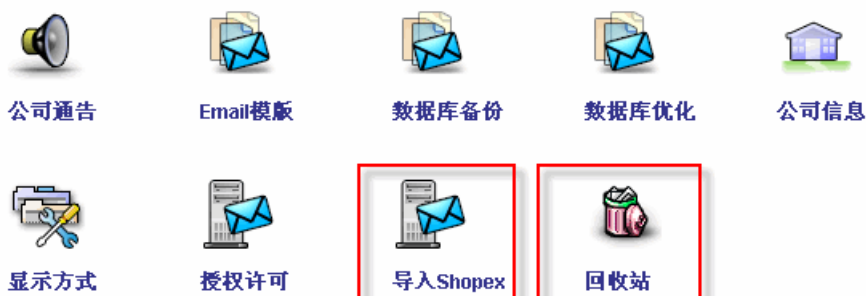 公司通告 Email模版 数据库备份 数据库优化 公司信息
显示方式 授权许可 导入Shopex 回收站